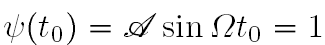 ψ(t₀) = 𝒜 sin Ωt₀ = 1